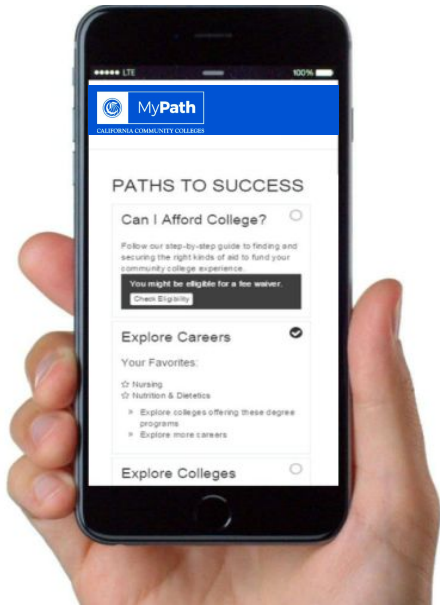 LTE
100%
MyPath
CALIFORNIA COMMUNITY COLLEGES
PATHS TO SUCCESS
Can I Afford College?
Follow our step-by-step guide to finding and
securing the right kinds of aid to fund your
community college experience.
You might be elligible for a fee waiver.
Check Eligibility
Explore Careers
Your Favorites:
☆ Nursing
☆ Nutrition & Dietetics
» Explore colleges offering these degree
programs
» Explore more careers
Explore Colleges